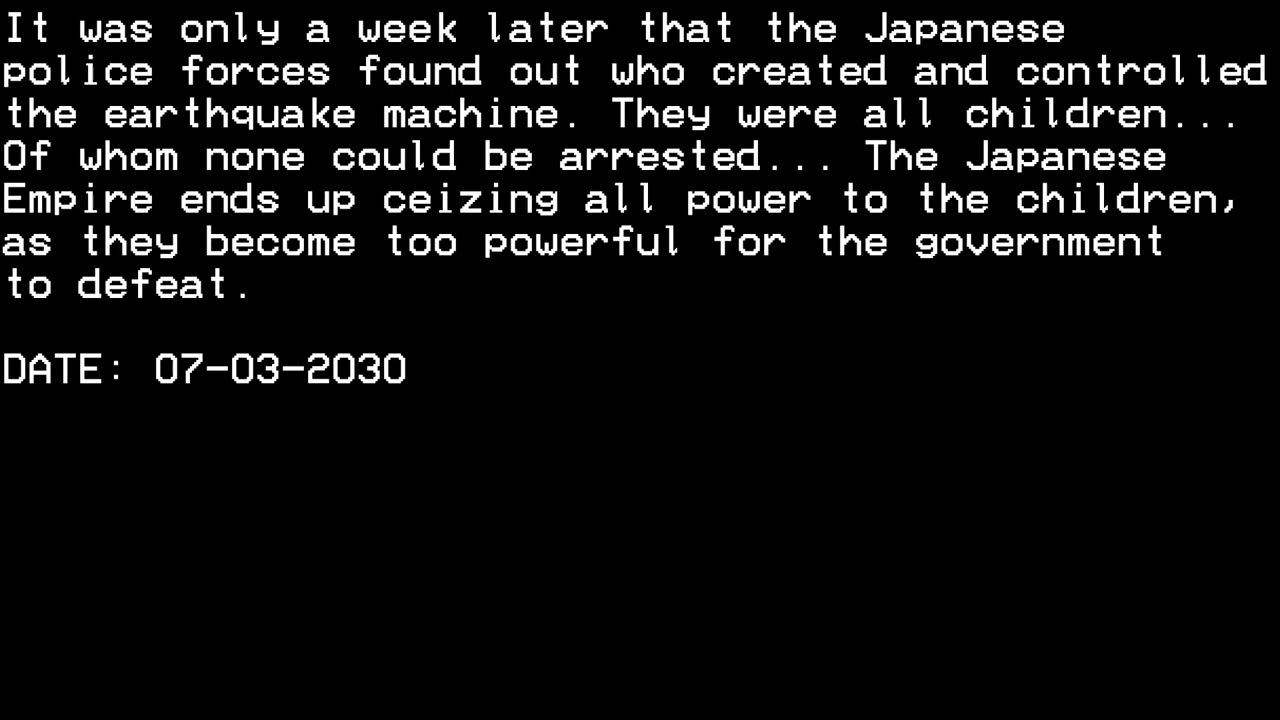 It was only a week later that the Japanese
police forces found out who created and controlled
the earthquake machine. They were all children...
Of whom none could be arrested... The Japanese
Empire ends up ceizing all power to the children,
as they become too powerful for the government
to defeat.
DATE: 07-03-2030